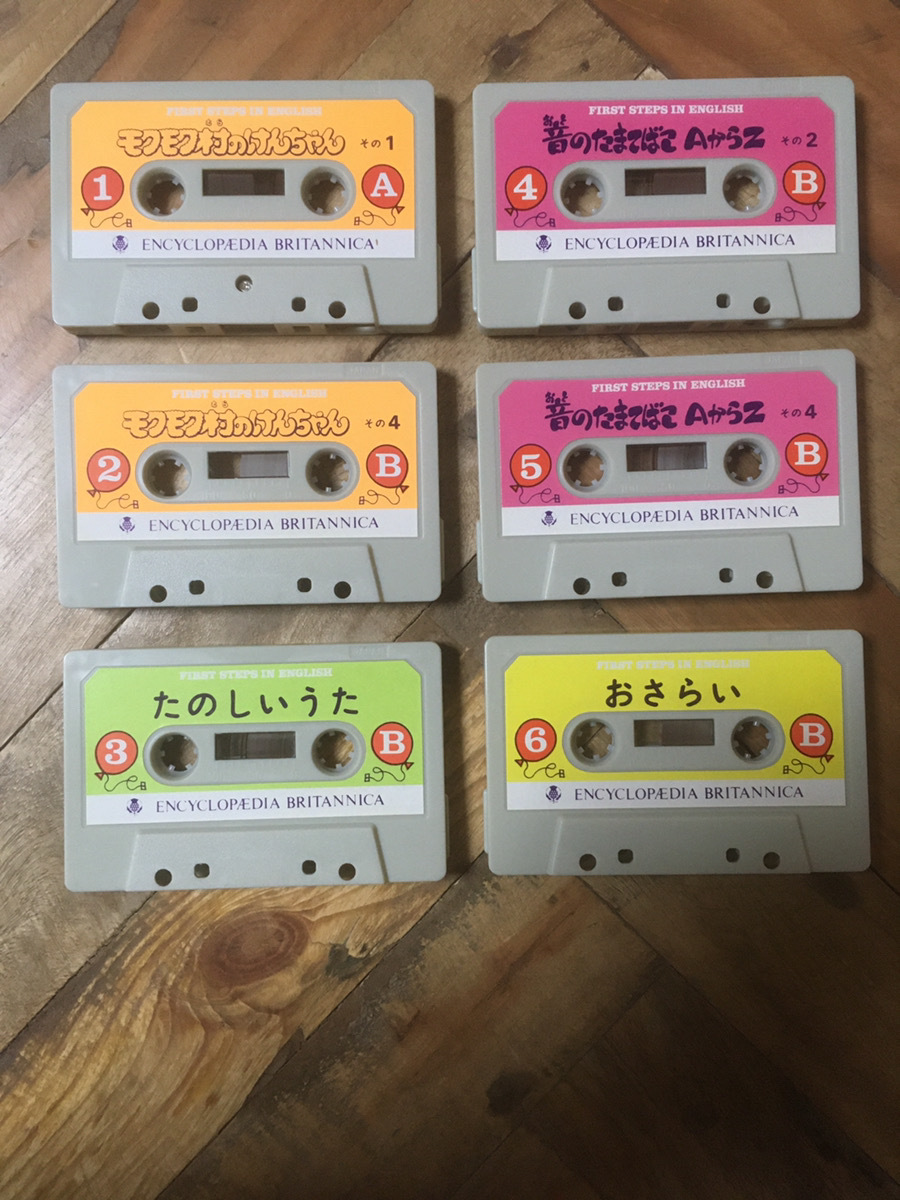 FIRST STEPS IN ENGLISH
モクモク村のけんちゃん その1
1 A
ENCYCLOPÆDIA BRITANNICA
FIRST STEPS IN ENGLISH
モクモク村のけんちゃん その4
2 B
ENCYCLOPÆDIA BRITANNICA
FIRST STEPS IN ENGLISH
たのしいうた
3 B
ENCYCLOPÆDIA BRITANNICA
FIRST STEPS IN ENGLISH
音のたまてばこ AからZ その2
4 B
ENCYCLOPÆDIA BRITANNICA
FIRST STEPS IN ENGLISH
音のたまてばこ AからZ その4
5 B
ENCYCLOPÆDIA BRITANNICA
FIRST STEPS IN ENGLISH
おさらい
6 B
ENCYCLOPÆDIA BRITANNICA